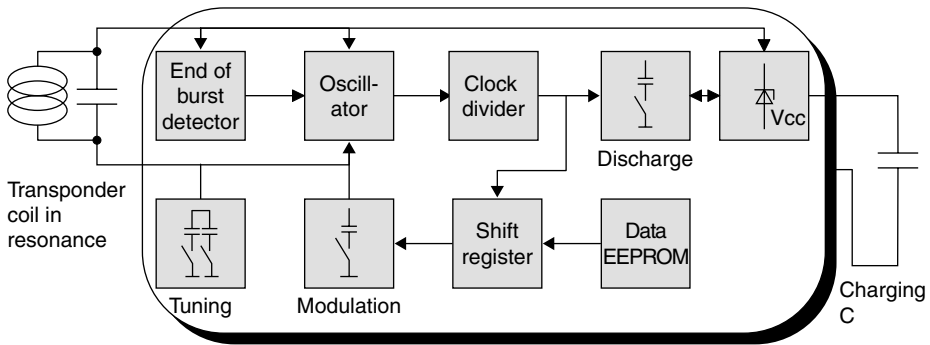 End of
burst
detector
Oscill-
ator
Clock
divider
Vcc
Discharge
Transponder
coil in
resonance
Shift
register
Data
EEPROM
Tuning
Modulation
Charging
C